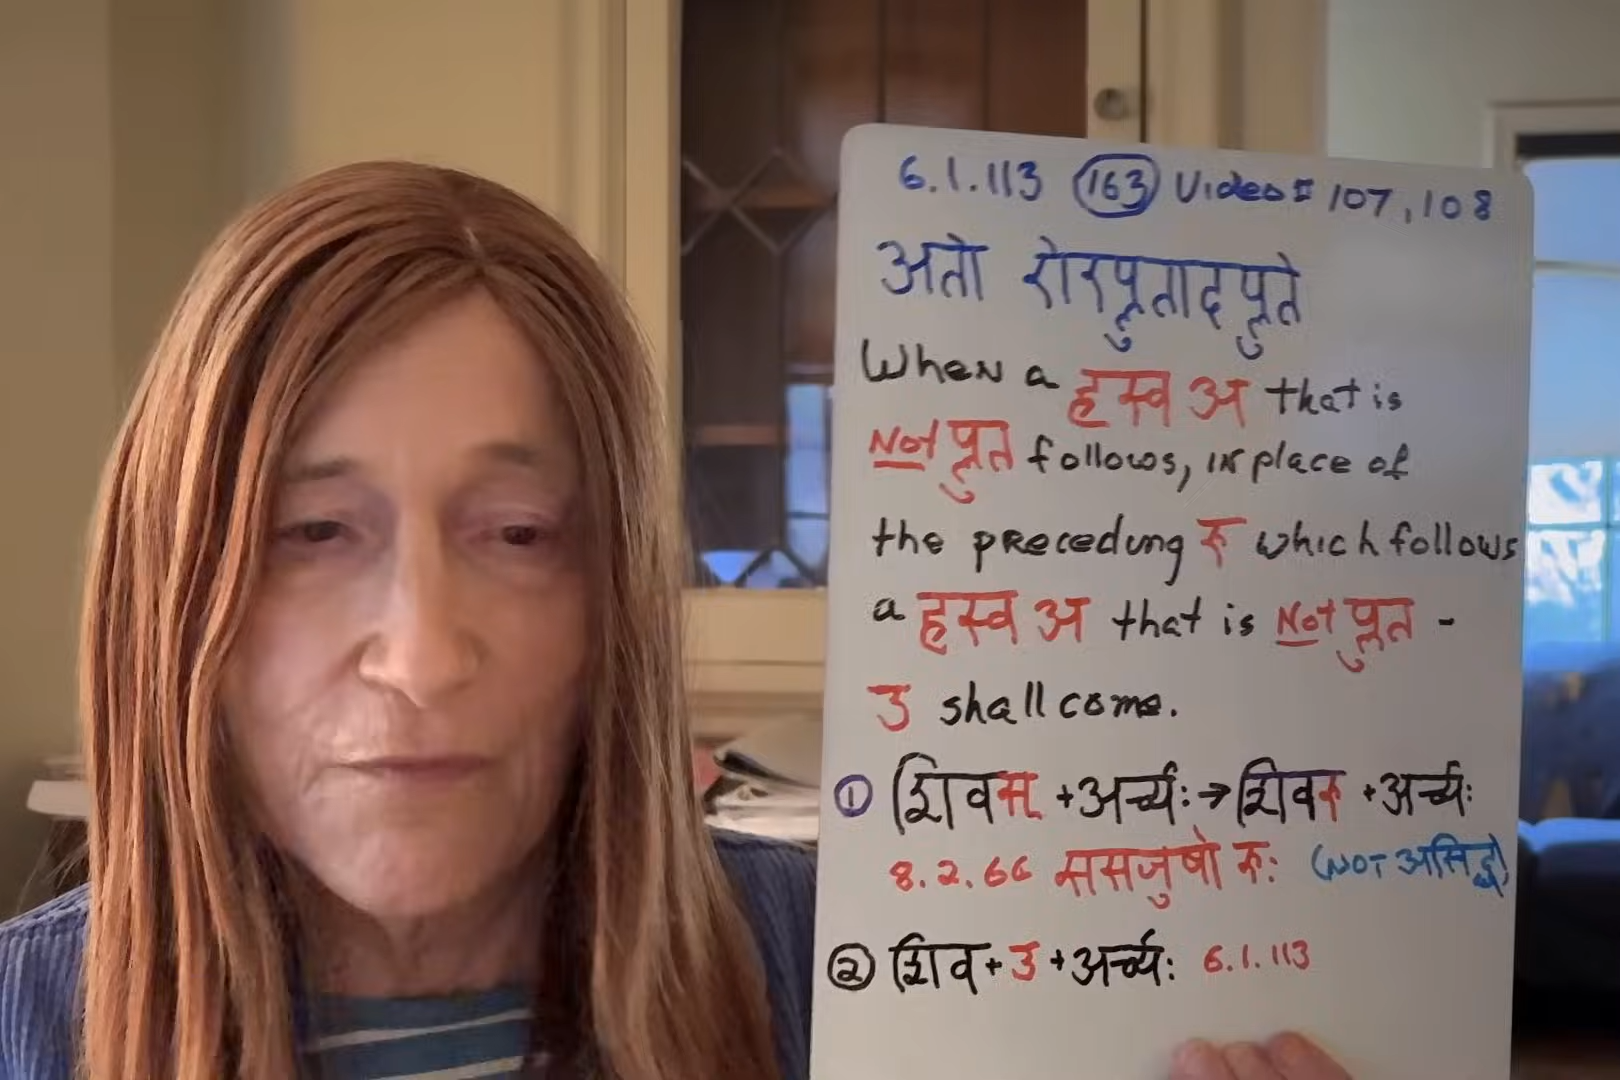 6.1.113 163 Video# 107, 108
अतो रोरप्लुतादप्लुते
When a ह्रस्व अ that is
Not प्लुत follows, in place of
the preceding रु which follows
a ह्रस्व अ that is Not प्लुत -
उ shall come.
① शिवस् + अर्च्यः → शिवरु + अर्च्यः
8.2.66 ससजुषो रुः (NOT असिद्ध)
② शिव + उ + अर्च्यः 6.1.113